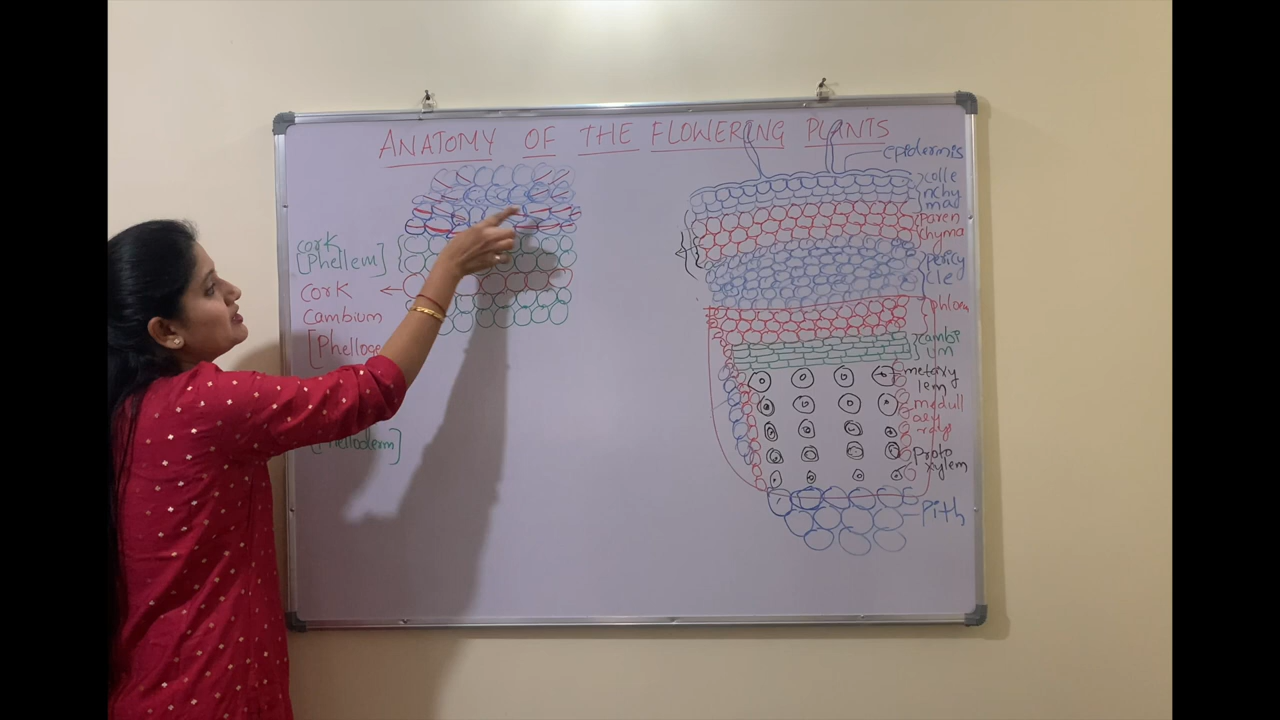 ANATOMY OF THE FLOWERING PLANTS
cork
[Phellem]
cork
cambium
[Phelloge
[Phelloderm]
epidermis
colle
nchy
ma
paren
chyma
pericy
cle
phloem
cambi
um
metaxy
lem
medull
ary
rays
Proto
xylem
Pith